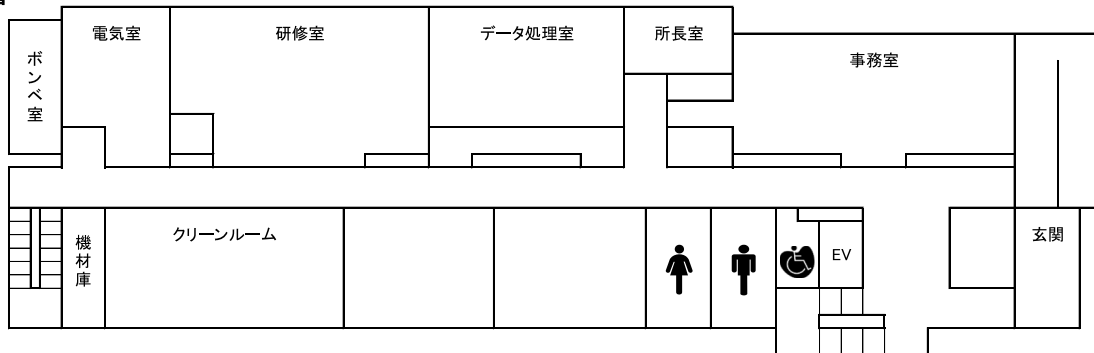 電気室
研修室
データ処理室
所長室
事務室
ボンベ室
機材庫
クリーンルーム
EV
玄関